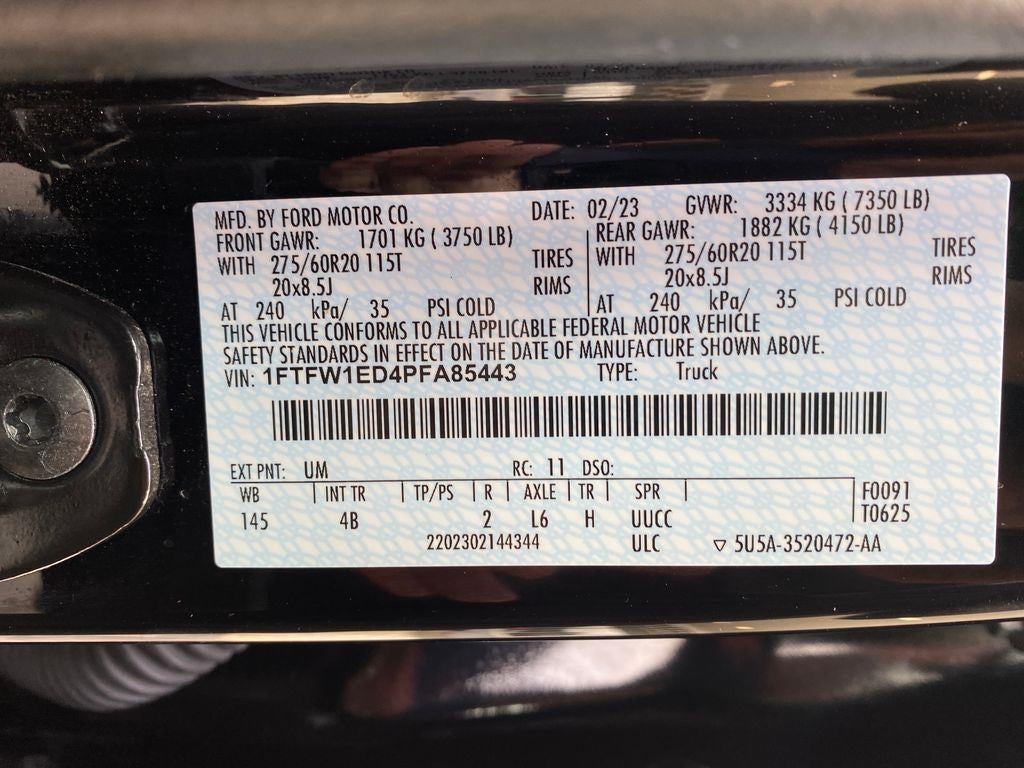 MFD. BY FORD MOTOR CO. DATE: 02/23 GVWR: 3334 KG ( 7350 LB)
FRONT GAWR: 1701 KG ( 3750 LB) REAR GAWR: 1882 KG ( 4150 LB)
WITH 275/60R20 115T TIRES WITH 275/60R20 115T TIRES
20x8.5J RIMS 20x8.5J RIMS
AT 240 kPa/ 35 PSI COLD AT 240 kPa/ 35 PSI COLD
THIS VEHICLE CONFORMS TO ALL APPLICABLE FEDERAL MOTOR VEHICLE
SAFETY STANDARDS IN EFFECT ON THE DATE OF MANUFACTURE SHOWN ABOVE.
VIN: 1FTFW1ED4PFA85443 TYPE: Truck
EXT PNT: UM RC: 11 DSO:
WB INT TR TP/PS R AXLE TR SPR F0091
145 4B 2 L6 H UUCC T0625
2202302144344 ULC ▽ 5U5A-3520472-AA